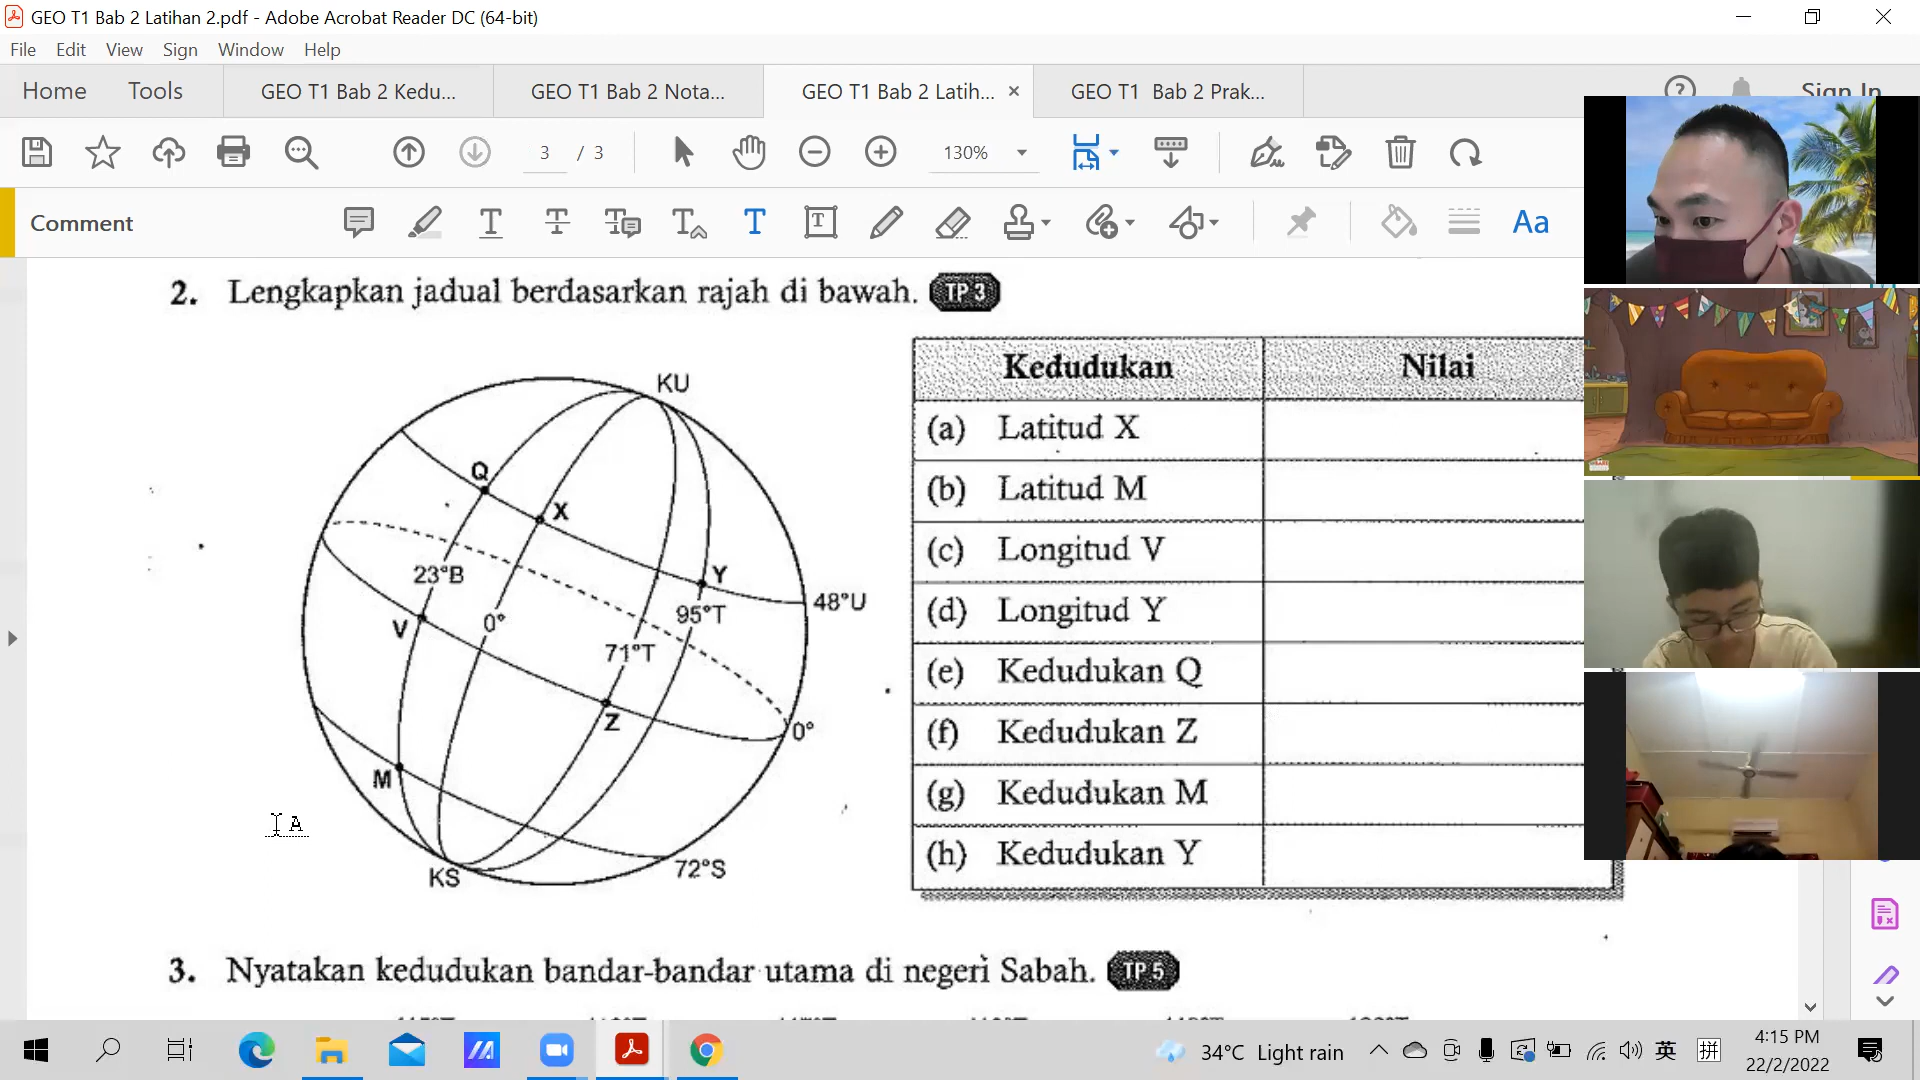 GEO T1 Bab 2 Latihan 2.pdf - Adobe Acrobat Reader DC (64-bit)
File Edit View Sign Window Help
Home Tools GEO T1 Bab 2 Kedu... GEO T1 Bab 2 Nota... GEO T1 Bab 2 Latih... × GEO T1 Bab 2 Prak... Sign In
3 / 3 130%
Comment Aa
2. Lengkapkan jadual berdasarkan rajah di bawah. TP 3
KU
Q
X
23°B
Y
48°U
95°T
V
0°
71°T
Z
0°
M
72°S
KS
Kedudukan Nilai
(a) Latitud X
(b) Latitud M
(c) Longitud V
(d) Longitud Y
(e) Kedudukan Q
(f) Kedudukan Z
(g) Kedudukan M
(h) Kedudukan Y
A
3. Nyatakan kedudukan bandar-bandar utama di negeri Sabah. TP 5
34°C Light rain 英 拼 4:15 PM
22/2/2022